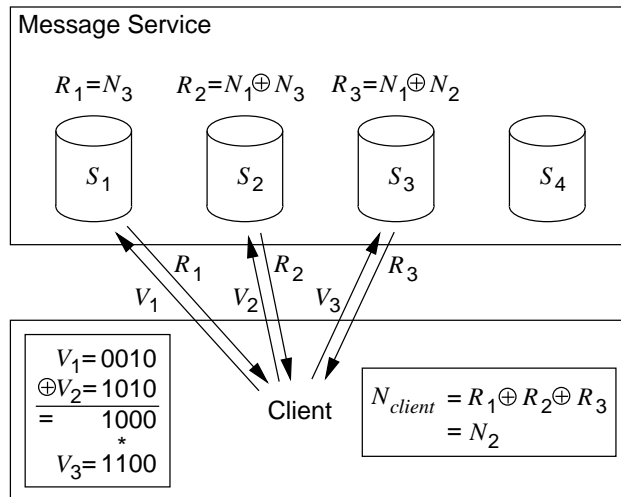 Message Service
R₁=N₃ R₂=N₁⊕N₃ R₃=N₁⊕N₂
S₁ S₂ S₃ S₄
R₁ R₂ R₃
V₁ V₂ V₃
V₁=0010
⊕V₂=1010
= 1000
*
V₃=1100
Client
N_client = R₁⊕R₂⊕R₃
= N₂